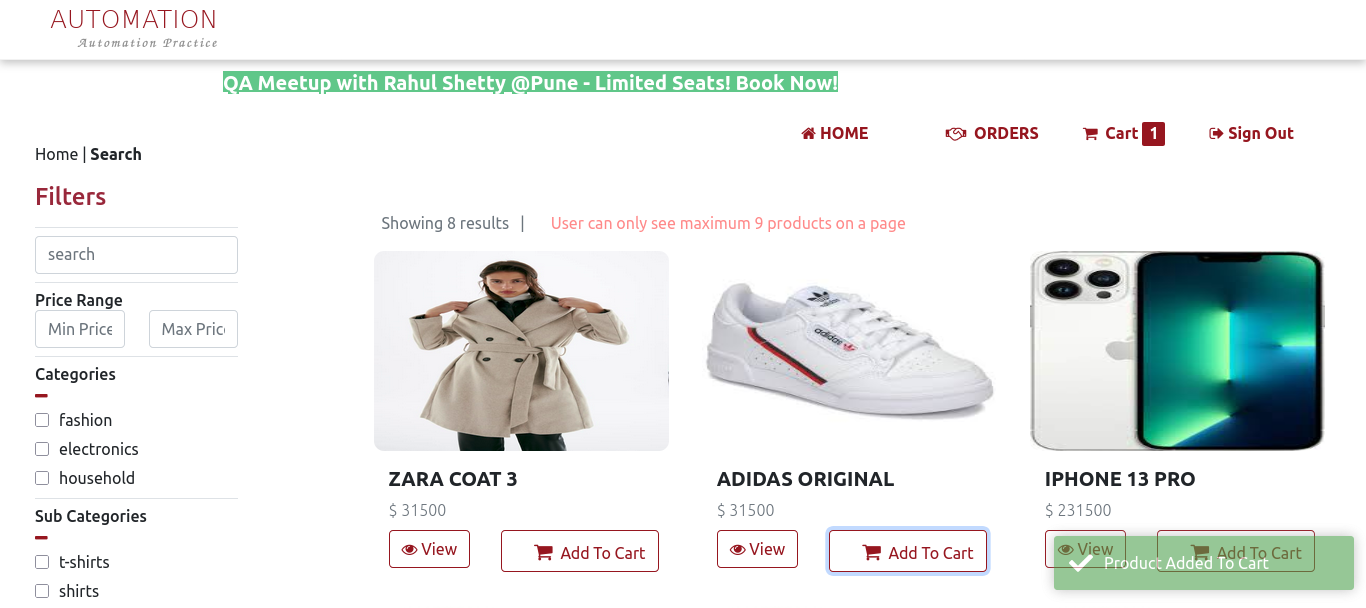 AUTOMATION
Automation Practice
QA Meetup with Rahul Shetty @Pune - Limited Seats! Book Now!
HOME ORDERS Cart 1 Sign Out
Home | Search
Filters
Showing 8 results | User can only see maximum 9 products on a page
search
Price Range
Min Price Max Pric
Categories
fashion
electronics
household
Sub Categories
t-shirts
shirts
adidas
adidas
ZARA COAT 3 ADIDAS ORIGINAL IPHONE 13 PRO
$ 31500 $ 31500 $ 231500
View Add To Cart View Add To Cart View Add To Cart
Product Added To Cart